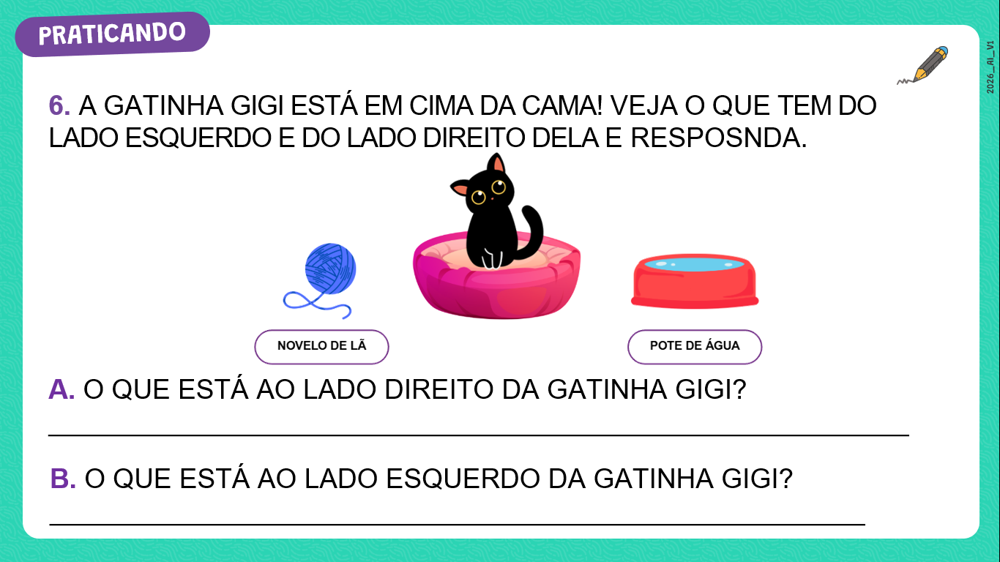 PRATICANDO
2026_AI_V1
6. A GATINHA GIGI ESTÁ EM CIMA DA CAMA! VEJA O QUE TEM DO
LADO ESQUERDO E DO LADO DIREITO DELA E RESPOSNDA.
NOVELO DE LÃ
POTE DE ÁGUA
A. O QUE ESTÁ AO LADO DIREITO DA GATINHA GIGI?
B. O QUE ESTÁ AO LADO ESQUERDO DA GATINHA GIGI?